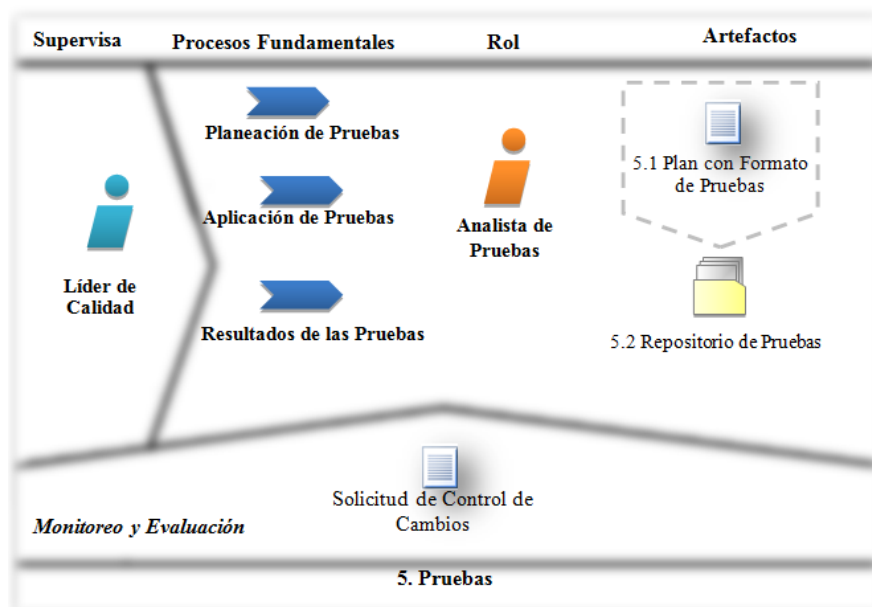 Supervisa
Procesos Fundamentales
Rol
Artefactos
Planeación de Pruebas
Aplicación de Pruebas
Resultados de las Pruebas
Líder de
Calidad
Analista de
Pruebas
5.1 Plan con Formato
de Pruebas
5.2 Repositorio de Pruebas
Solicitud de Control de
Cambios
Monitoreo y Evaluación
5. Pruebas